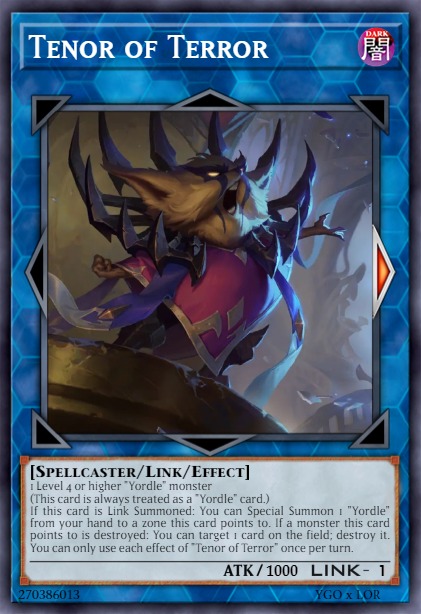 Tenor of Terror
DARK
闇
[Spellcaster/Link/Effect]
1 Level 4 or higher "Yordle" monster
(This card is always treated as a "Yordle" card.)
If this card is Link Summoned: You can Special Summon 1 "Yordle"
from your hand to a zone this card points to. If a monster this card
points to is destroyed: You can target 1 card on the field; destroy it.
You can only use each effect of "Tenor of Terror" once per turn.
ATK/1000 LINK-1
270386013 YGO x LOR